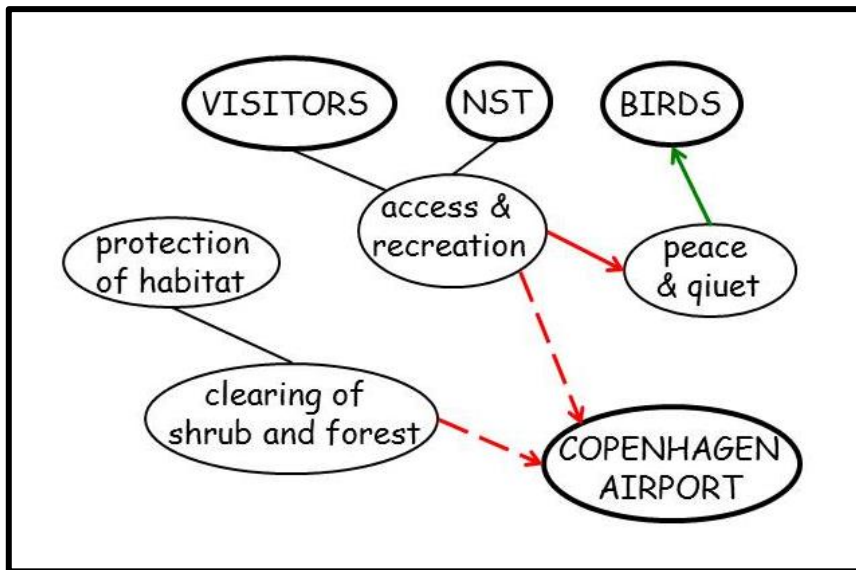 VISITORS
NST
BIRDS
access &
recreation
protection
of habitat
peace
& qiuet
clearing of
shrub and forest
COPENHAGEN
AIRPORT